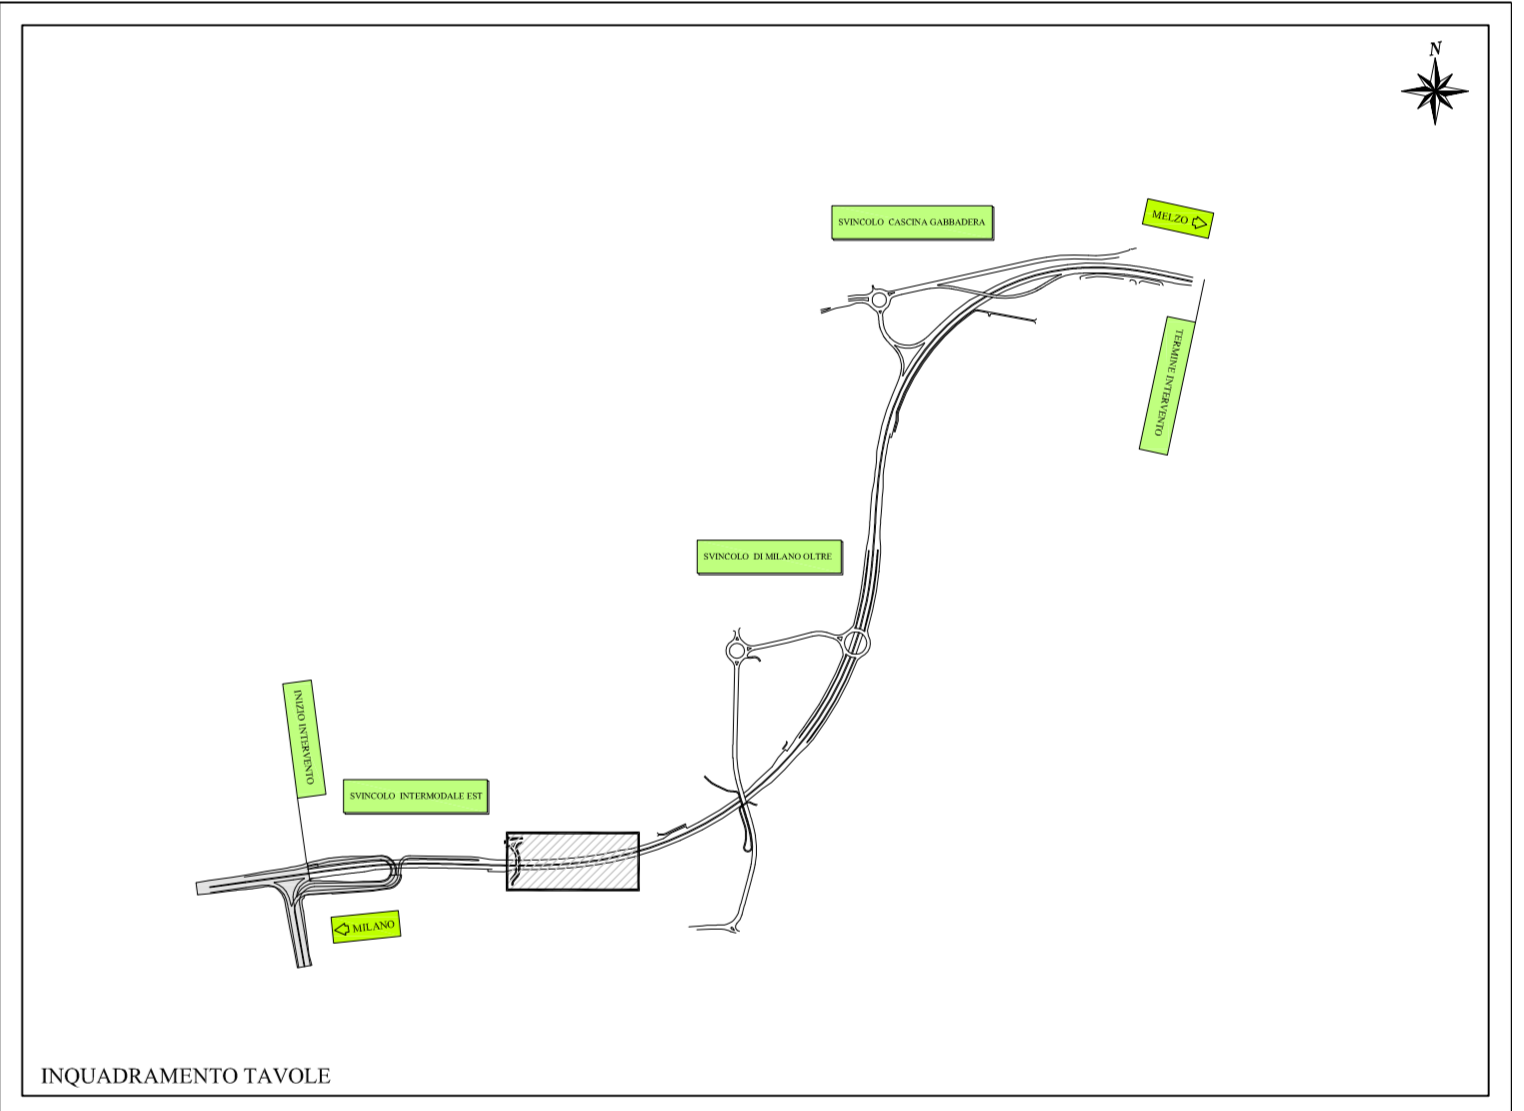 N
SVINCOLO CASCINA GABBADERA
MELZO
TERMINE INTERVENTO
SVINCOLO DI MILANO OLTRE
INIZIO INTERVENTO
SVINCOLO INTERMODALE EST
MILANO
INQUADRAMENTO TAVOLE